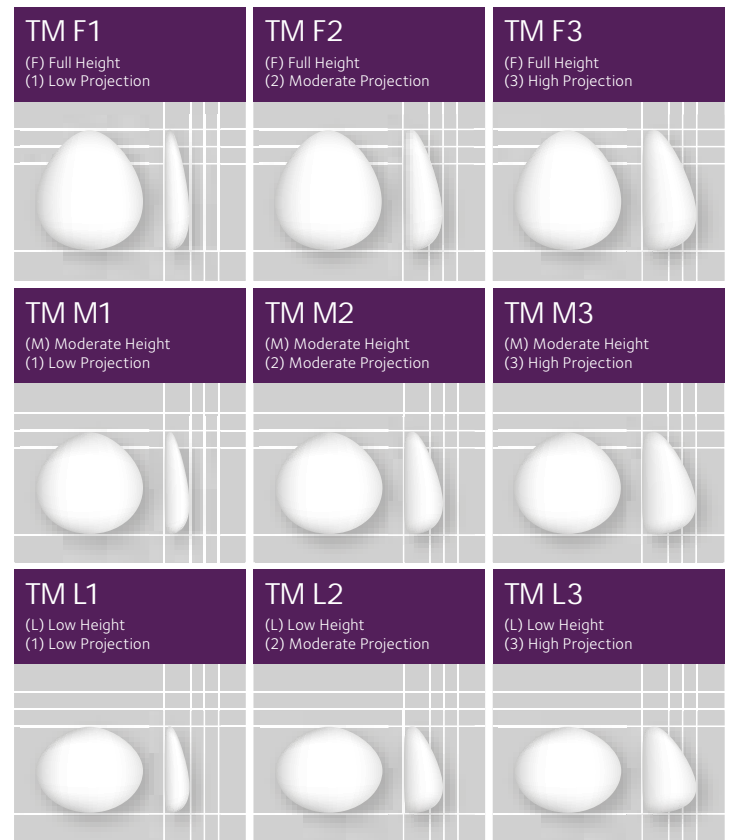 TM F1
(F) Full Height
(1) Low Projection
TM F2
(F) Full Height
(2) Moderate Projection
TM F3
(F) Full Height
(3) High Projection
TM M1
(M) Moderate Height
(1) Low Projection
TM M2
(M) Moderate Height
(2) Moderate Projection
TM M3
(M) Moderate Height
(3) High Projection
TM L1
(L) Low Height
(1) Low Projection
TM L2
(L) Low Height
(2) Moderate Projection
TM L3
(L) Low Height
(3) High Projection